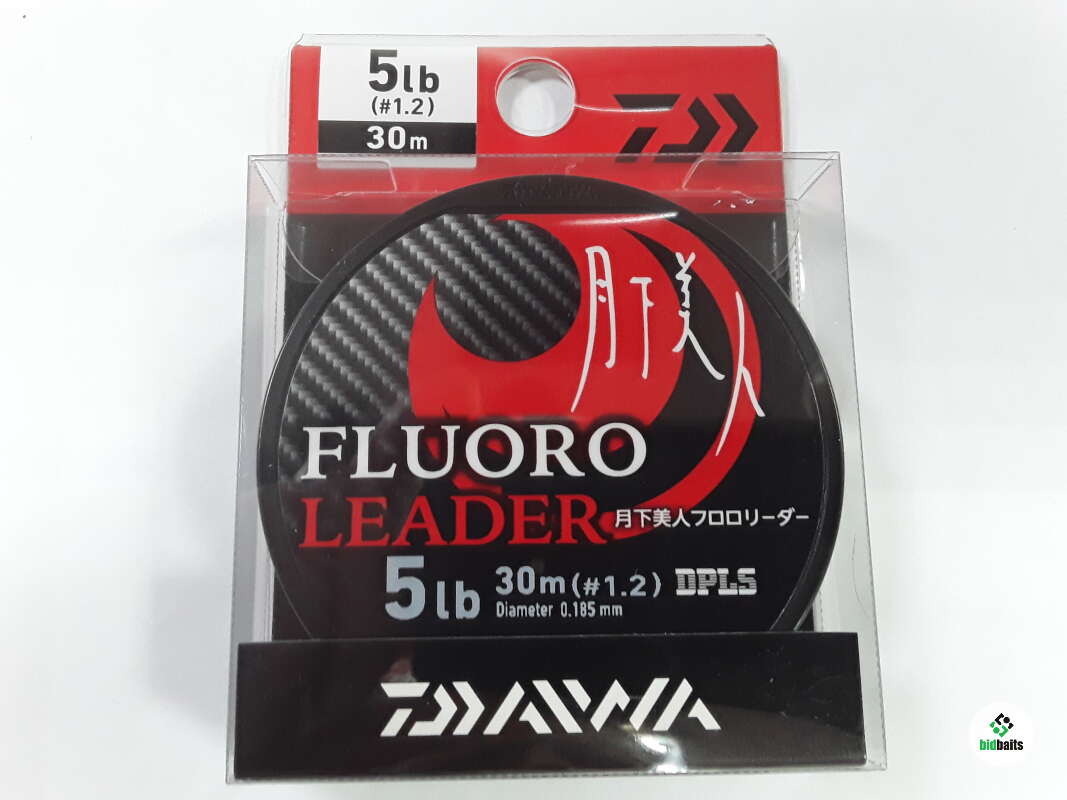 5lb
(#1.2)
30m
月下美人
FLUORO
LEADER
月下美人フロロリーダー
5lb
30m(#1.2)
DPLS
Diameter 0.185mm
DAIWA
bidbaits